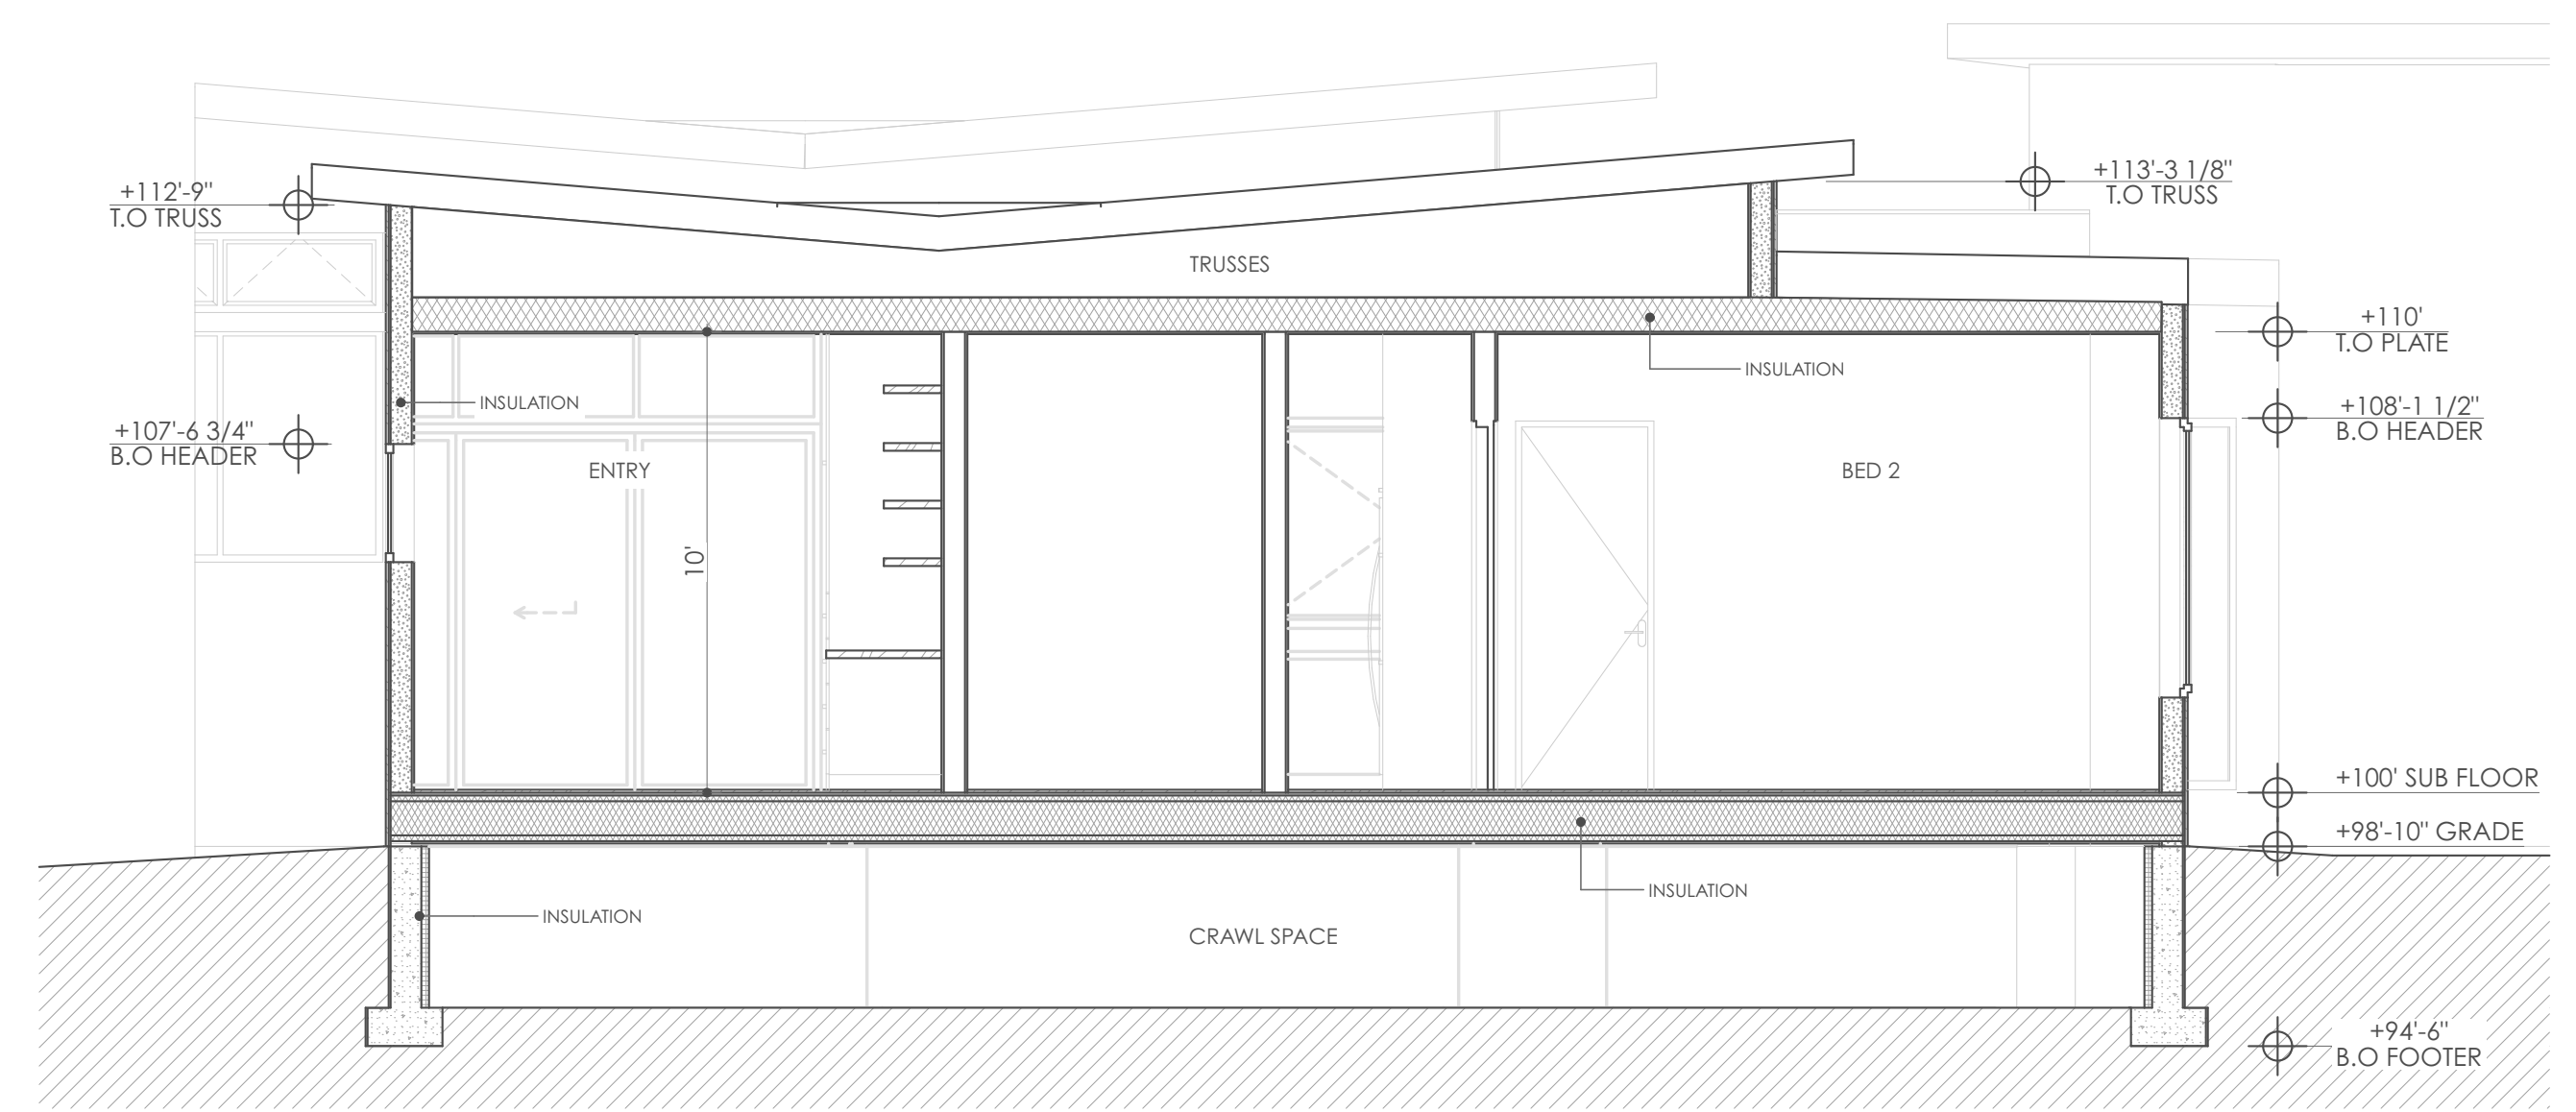 +112'-9"
T.O TRUSS
+113'-3 1/8"
T.O TRUSS
TRUSSES
+110'
T.O PLATE
INSULATION
INSULATION
+108'-1 1/2"
B.O HEADER
+107'-6 3/4"
B.O HEADER
ENTRY
BED 2
10'
+100' SUB FLOOR
+98'-10" GRADE
INSULATION
INSULATION
CRAWL SPACE
+94'-6"
B.O FOOTER